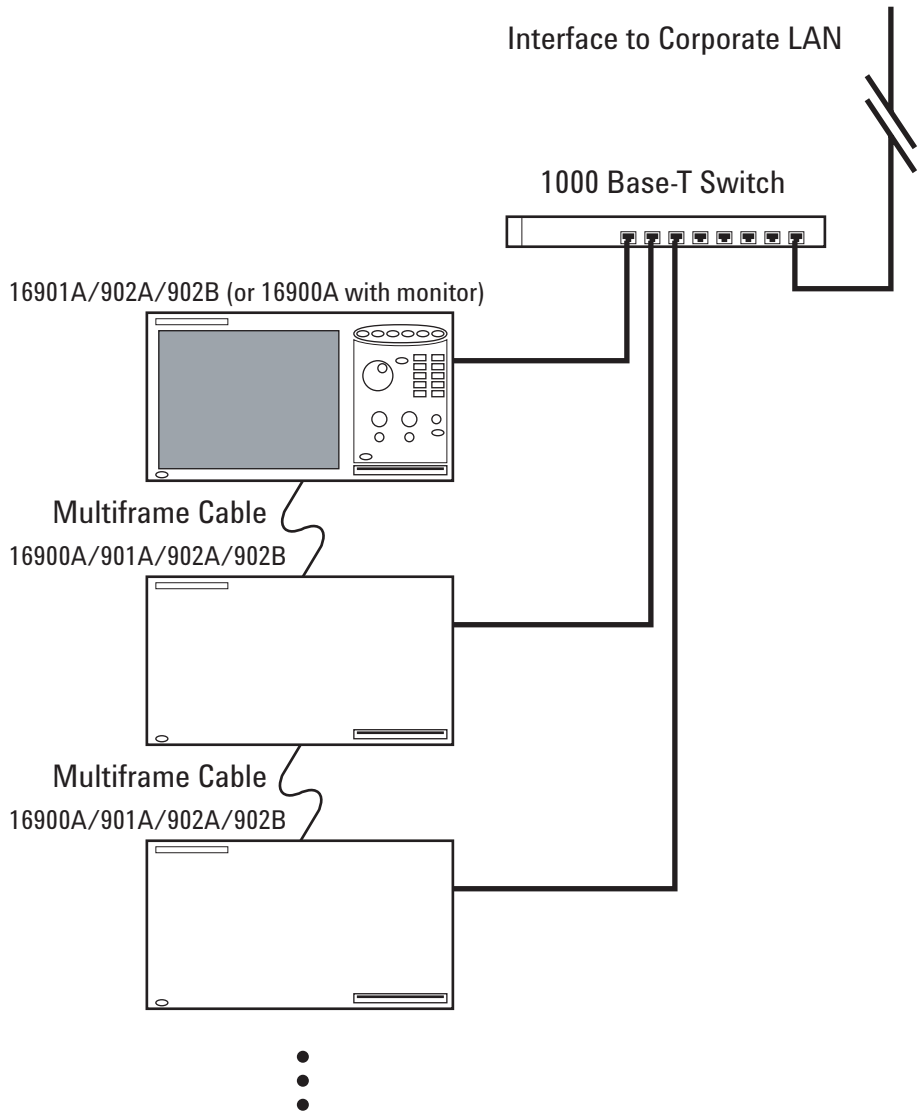 Interface to Corporate LAN
1000 Base-T Switch
16901A/902A/902B (or 16900A with monitor)
Multiframe Cable
16900A/901A/902A/902B
Multiframe Cable
16900A/901A/902A/902B